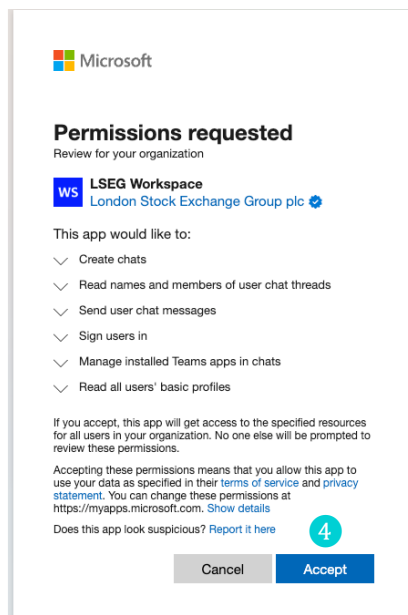 Microsoft
Permissions requested
Review for your organization
WS
LSEG Workspace
London Stock Exchange Group plc
This app would like to:
Create chats
Read names and members of user chat threads
Send user chat messages
Sign users in
Manage installed Teams apps in chats
Read all users' basic profiles
If you accept, this app will get access to the specified resources
for all users in your organization. No one else will be prompted to
review these permissions.
Accepting these permissions means that you allow this app to
use your data as specified in their terms of service and privacy
statement. You can change these permissions at
https://myapps.microsoft.com. Show details
Does this app look suspicious? Report it here
4
Cancel
Accept